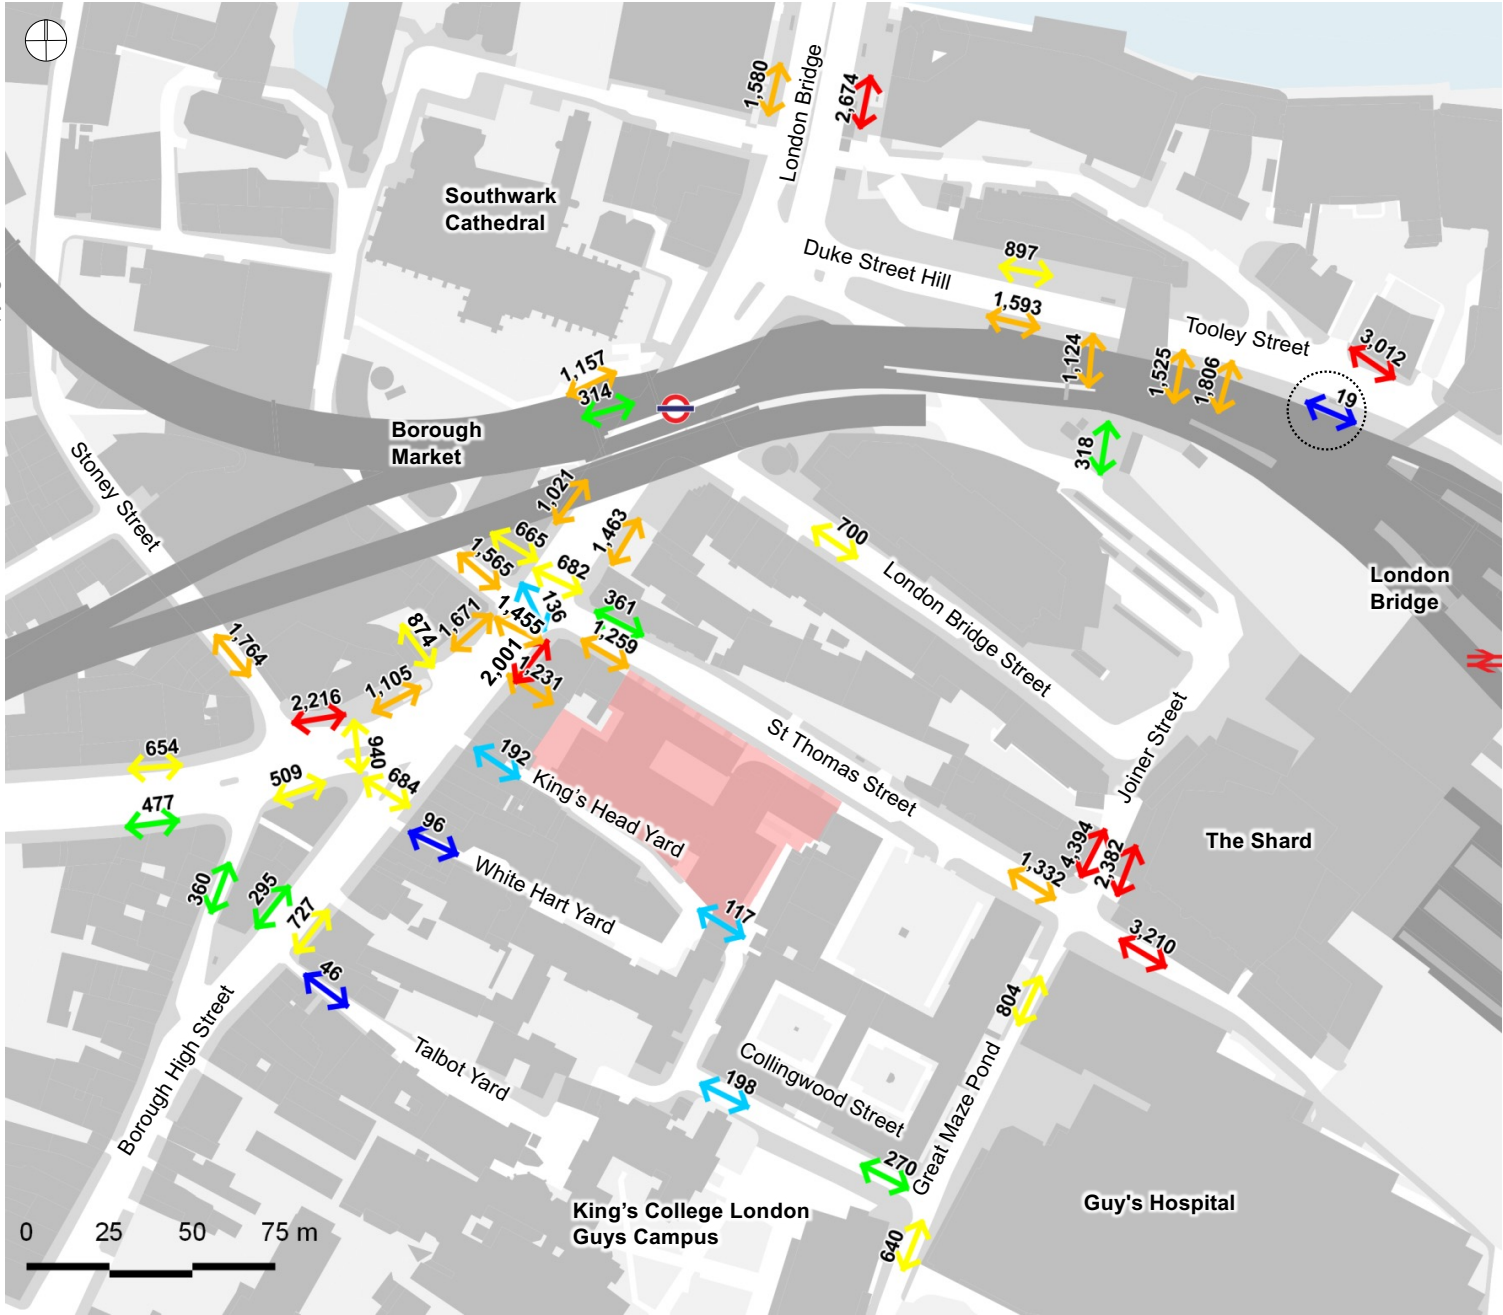 1,580
London Bridge
2,674
Southwark
Cathedral
Duke Street Hill
897
1,593
Tooley Street
3,012
1,124
1,525
1,806
19
1,157
314
Borough
Market
318
Stoney Street
1,021
1,463
665
682
1,565
700
London Bridge Street
London
Bridge
136
361
1,455
1,259
1,671
874
2,001
1,231
1,764
1,105
2,216
940
654
509
684
477
192
King's Head Yard
St Thomas Street
Joiner Street
The Shard
96
White Hart Yard
4,394
2,382
1,332
360
295
727
117
3,210
46
804
Borough High Street
Talbot Yard
198
Collingwood Street
Great Maze Pond
270
King's College London
Guys Campus
Guy's Hospital
640
0 25 50 75 m